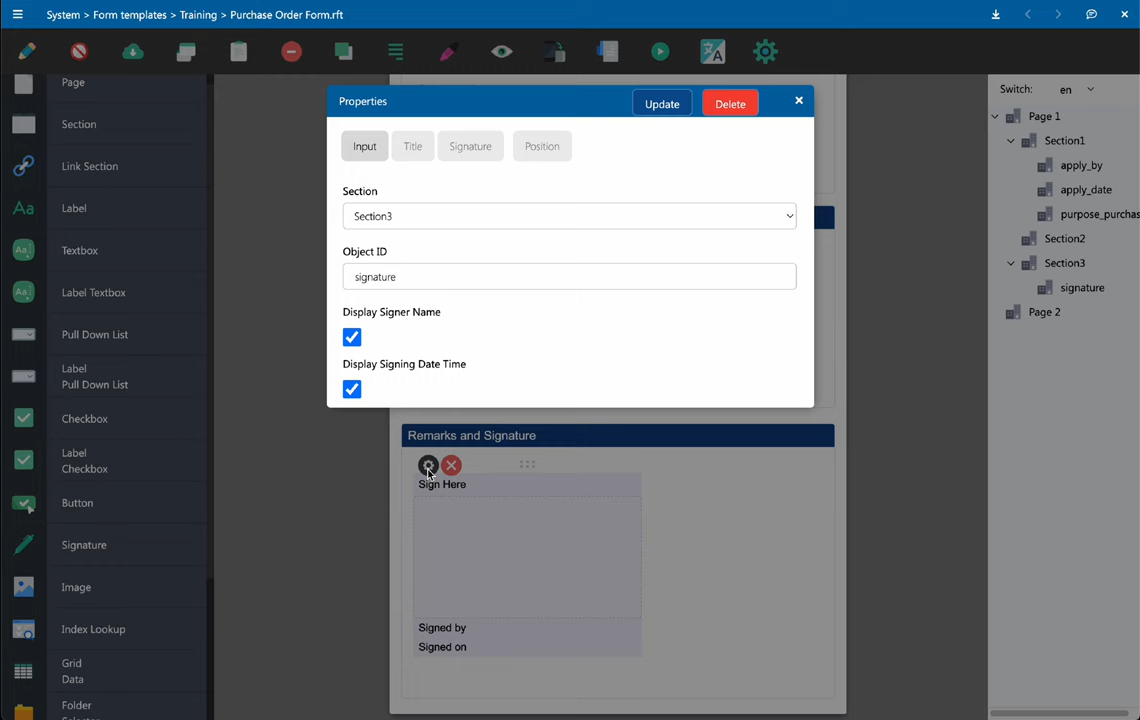 System > Form templates > Training > Purchase Order Form.rft
Page
Section
Link Section
Label
Textbox
Label Textbox
Pull Down List
Label
Pull Down List
Checkbox
Label
Checkbox
Button
Signature
Image
Index Lookup
Grid
Data
Folder
Properties
Update
Delete
Input
Title
Signature
Position
Section
Section3
Object ID
signature
Display Signer Name
Display Signing Date Time
Remarks and Signature
Sign Here
Signed by
Signed on
Switch:
en
Page 1
Section1
apply_by
apply_date
purpose_purchas
Section2
Section3
signature
Page 2